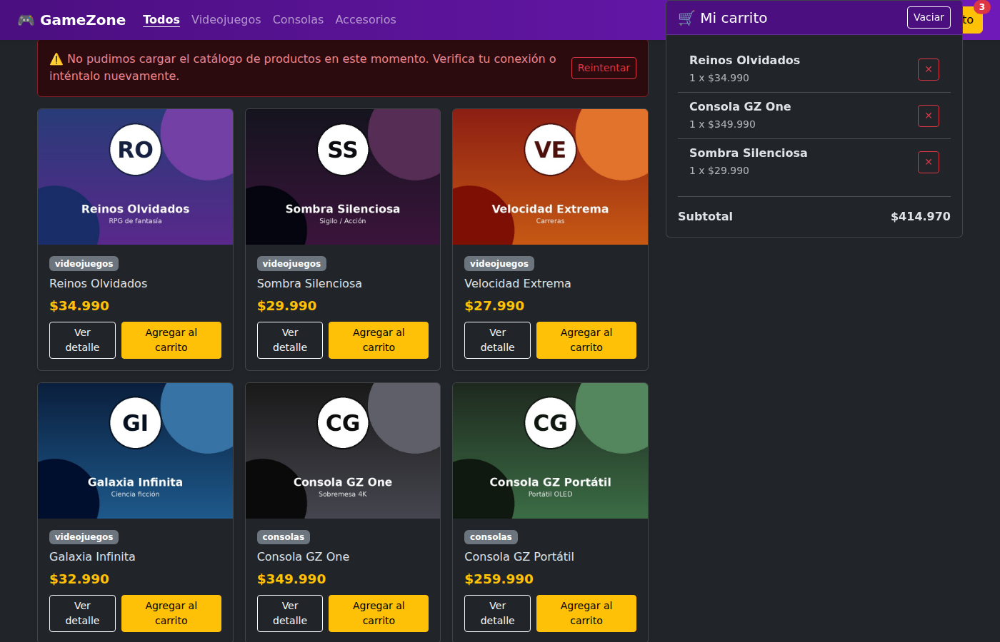 🎮 GameZone Todos Videojuegos Consolas Accesorios
to 3
⚠️ No pudimos cargar el catálogo de productos en este momento. Verifica tu conexión o
inténtalo nuevamente.
Reintentar
RO
Reinos Olvidados
RPG de fantasía
videojuegos
Reinos Olvidados
$34.990
Ver
detalle
Agregar al
carrito
SS
Sombra Silenciosa
Sigilo / Acción
videojuegos
Sombra Silenciosa
$29.990
Ver
detalle
Agregar al
carrito
VE
Velocidad Extrema
Carreras
videojuegos
Velocidad Extrema
$27.990
Ver
detalle
Agregar al
carrito
GI
Galaxia Infinita
Ciencia ficción
videojuegos
Galaxia Infinita
$32.990
Ver
detalle
Agregar al
carrito
CG
Consola GZ One
Sobremesa 4K
consolas
Consola GZ One
$349.990
Ver
detalle
Agregar al
carrito
CG
Consola GZ Portátil
Portátil OLED
consolas
Consola GZ Portátil
$259.990
Ver
detalle
Agregar al
carrito
🛒 Mi carrito Vaciar
Reinos Olvidados
1 x $34.990
✕
Consola GZ One
1 x $349.990
✕
Sombra Silenciosa
1 x $29.990
✕
Subtotal $414.970